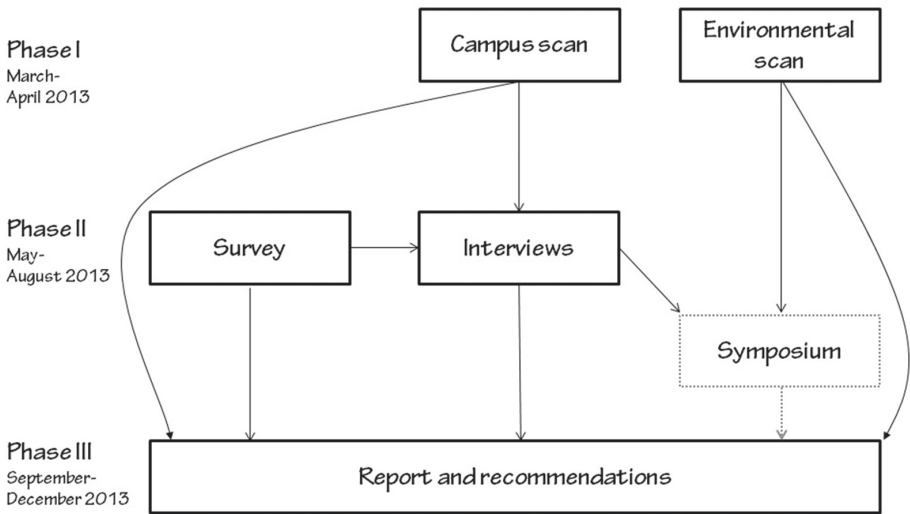 Phase I
March-
April 2013
Campus scan
Environmental
scan
Phase II
May-
August 2013
Survey
Interviews
Symposium
Phase III
September-
December 2013
Report and recommendations